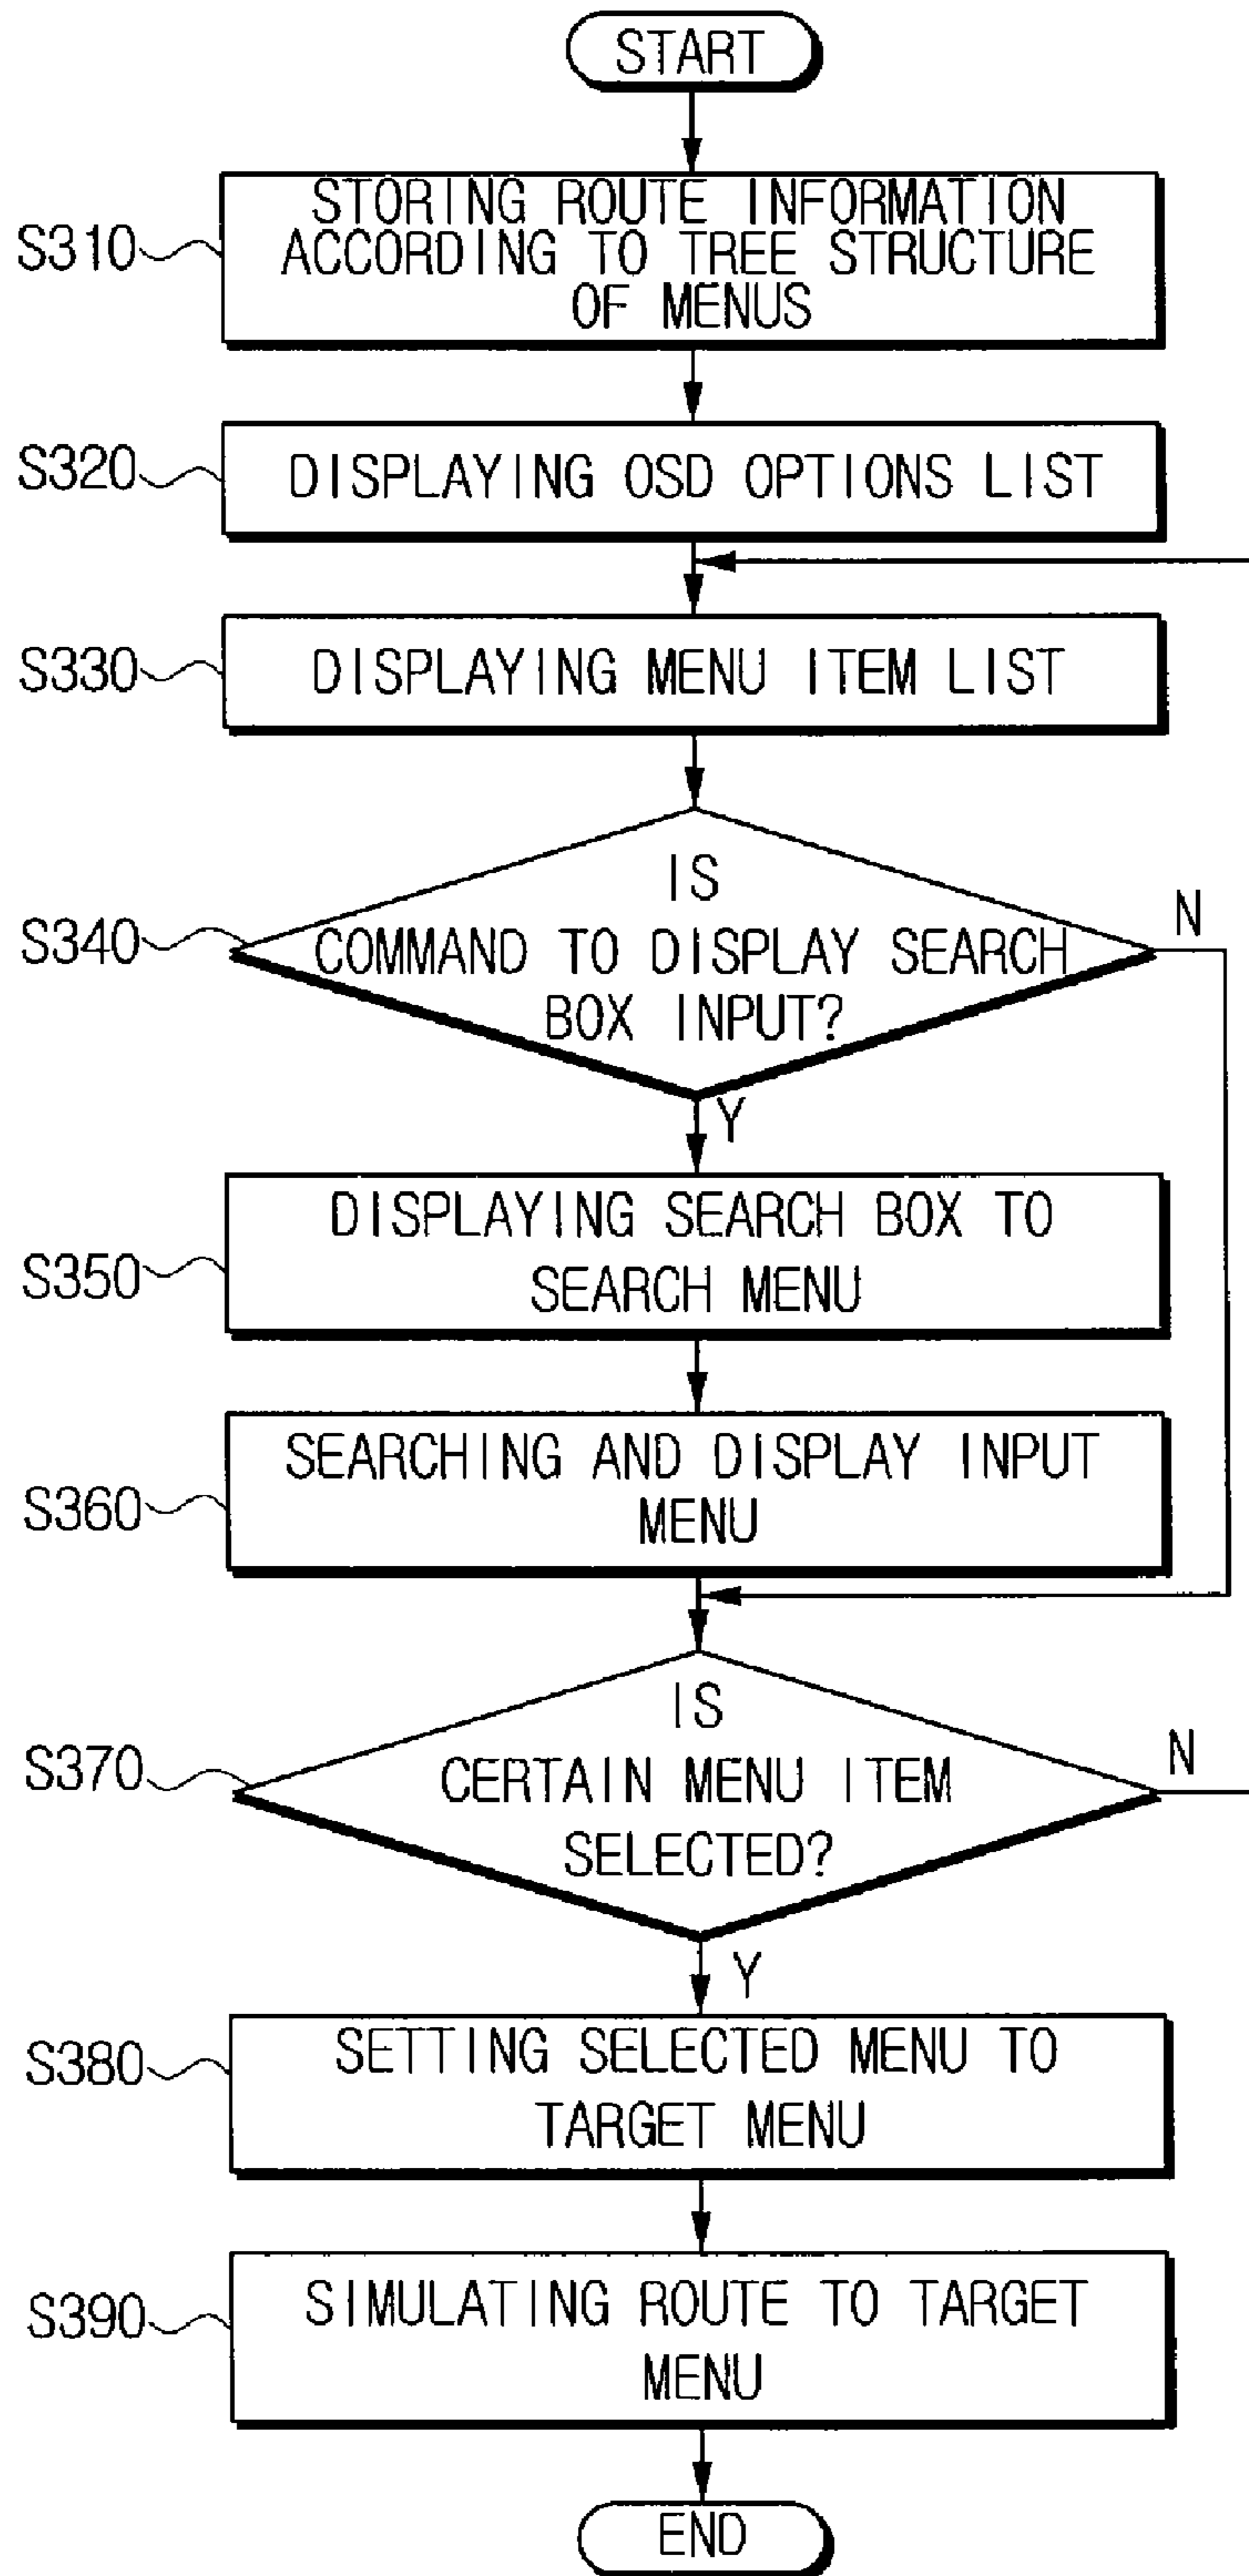 START
S310
STORING ROUTE INFORMATION
ACCORDING TO TREE STRUCTURE
OF MENUS
S320
DISPLAYING OSD OPTIONS LIST
S330
DISPLAYING MENU ITEM LIST
S340
IS
COMMAND TO DISPLAY SEARCH
BOX INPUT?
N
Y
S350
DISPLAYING SEARCH BOX TO
SEARCH MENU
S360
SEARCHING AND DISPLAY INPUT
MENU
S370
IS
CERTAIN MENU ITEM
SELECTED?
N
Y
S380
SETTING SELECTED MENU TO
TARGET MENU
S390
SIMULATING ROUTE TO TARGET
MENU
END